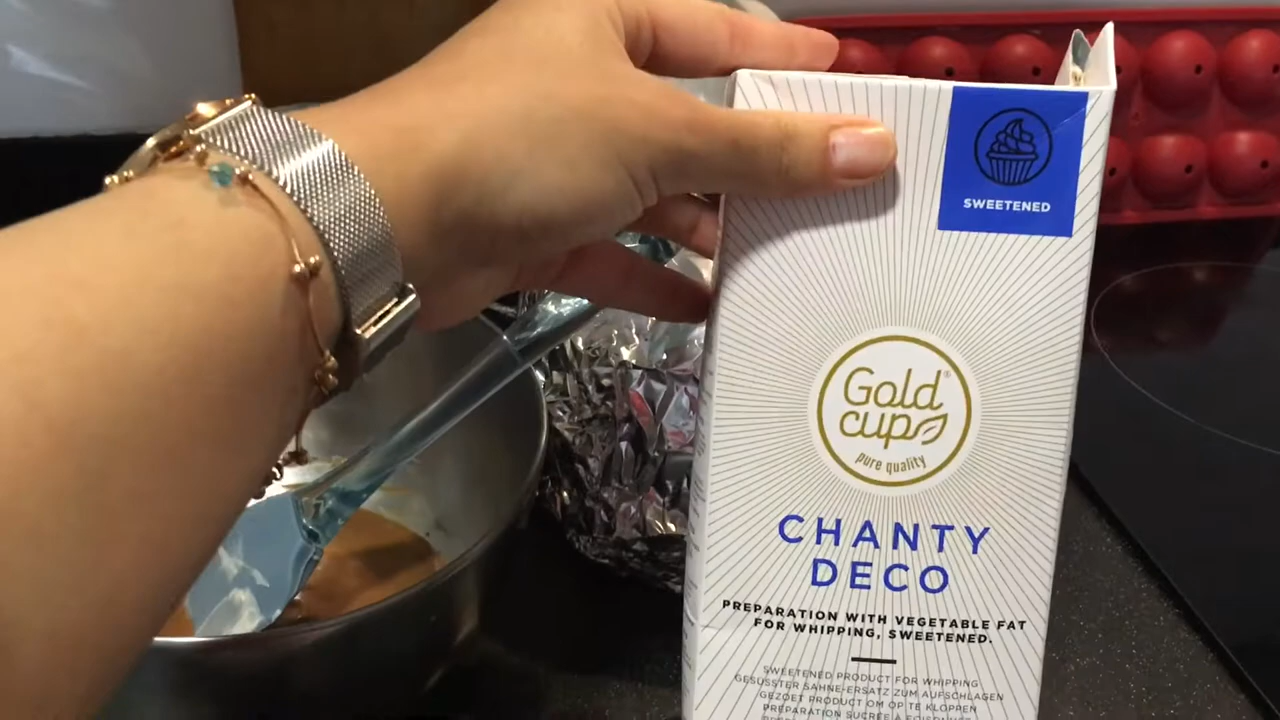 SWEETENED
Gold®
cup
pure quality
CHANTY
DECO
PREPARATION WITH VEGETABLE FAT
FOR WHIPPING, SWEETENED.
SWEETENED PRODUCT FOR WHIPPING
GESÜSSTER SAHNE-ERSATZ ZUM AUFSCHLAGEN
GEZOET PRODUCT OM OP TE KLOPPEN
PRÉPARATION SUCRÉE À FOISONNER